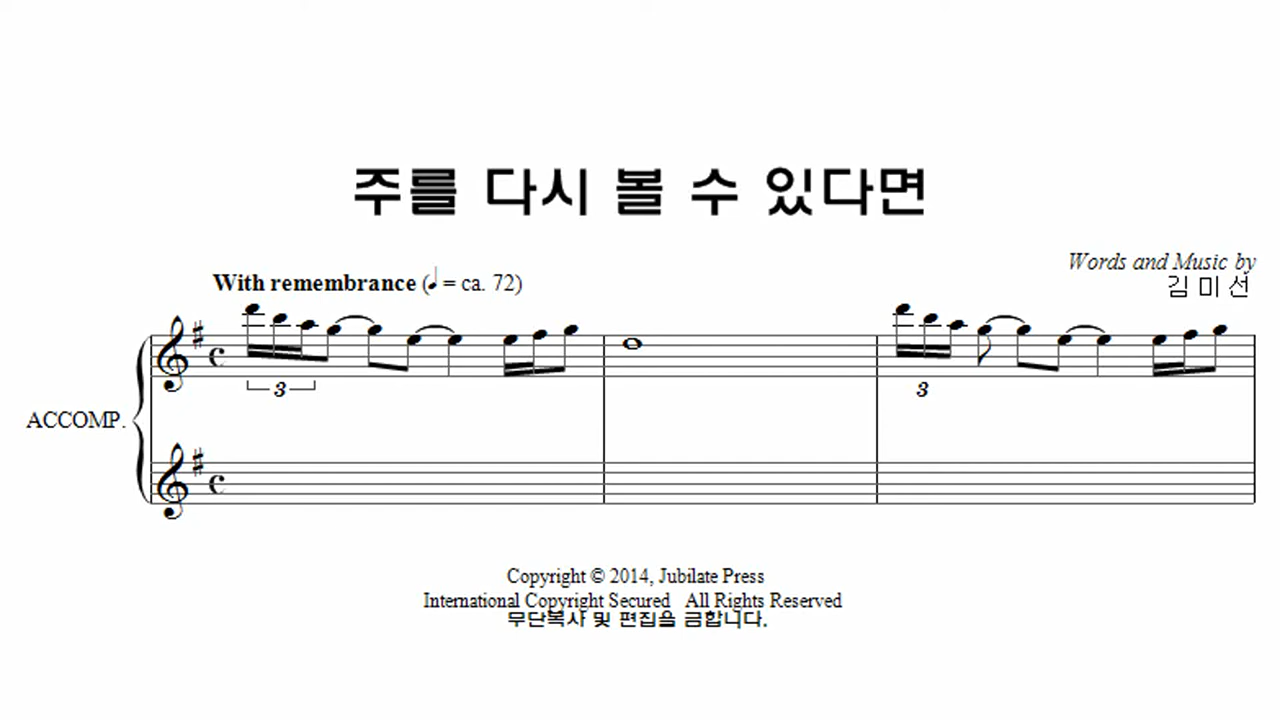 주를 다시 볼 수 있다면
Words and Music by
김 미 선
With remembrance (♩ = ca. 72)
3
3
ACCOMP.
Copyright © 2014, Jubilate Press
International Copyright Secured All Rights Reserved
무단복사 및 편집을 금합니다.